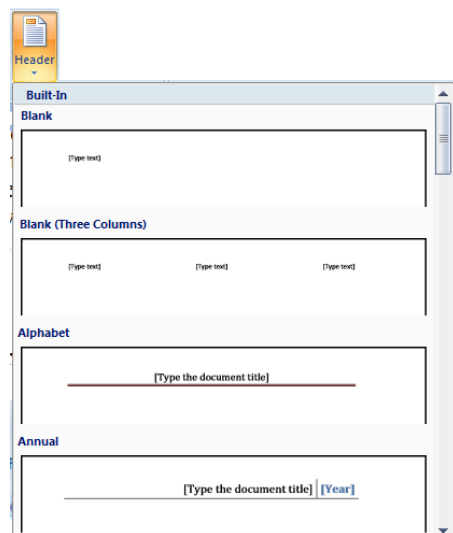 Header
Built-In
Blank
[Type text]
Blank (Three Columns)
[Type text] [Type text] [Type text]
Alphabet
[Type the document title]
Annual
[Type the document title] [Year]